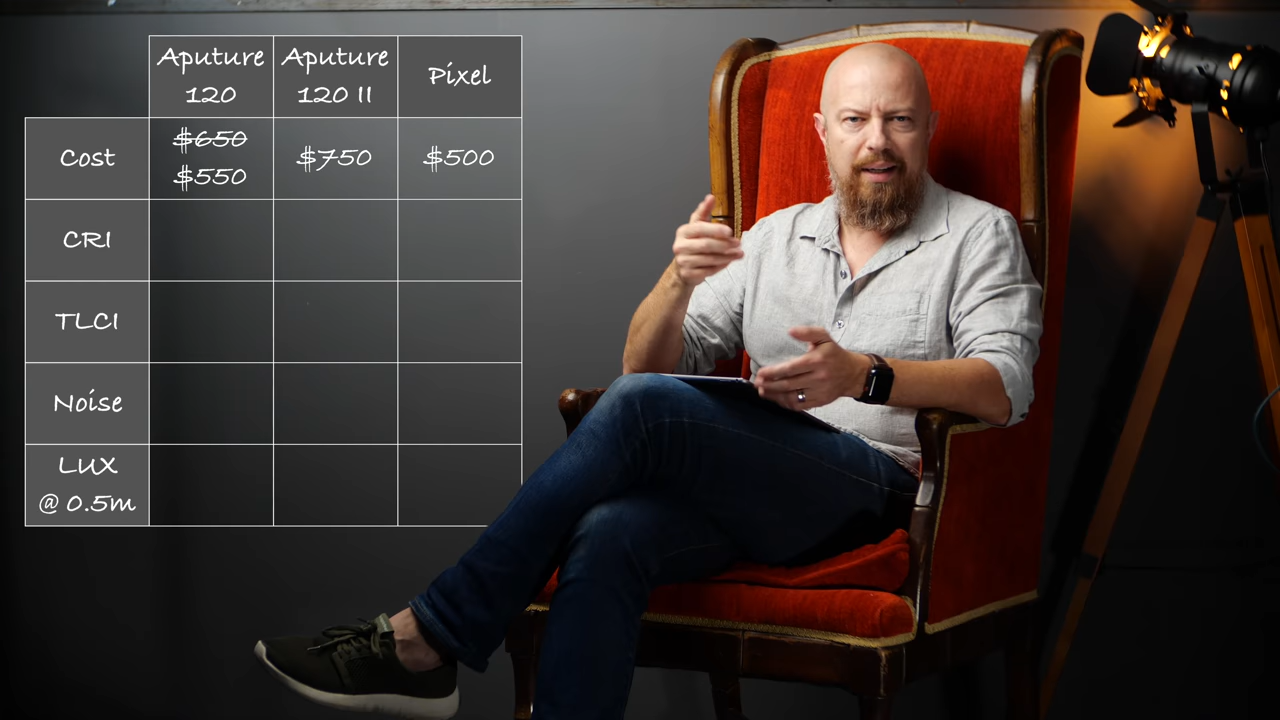 Aputure 120
Aputure 120 II
Pixel
Cost
$650
$550
$750
$500
CRI
TLCI
Noise
LUX
@ 0.5m